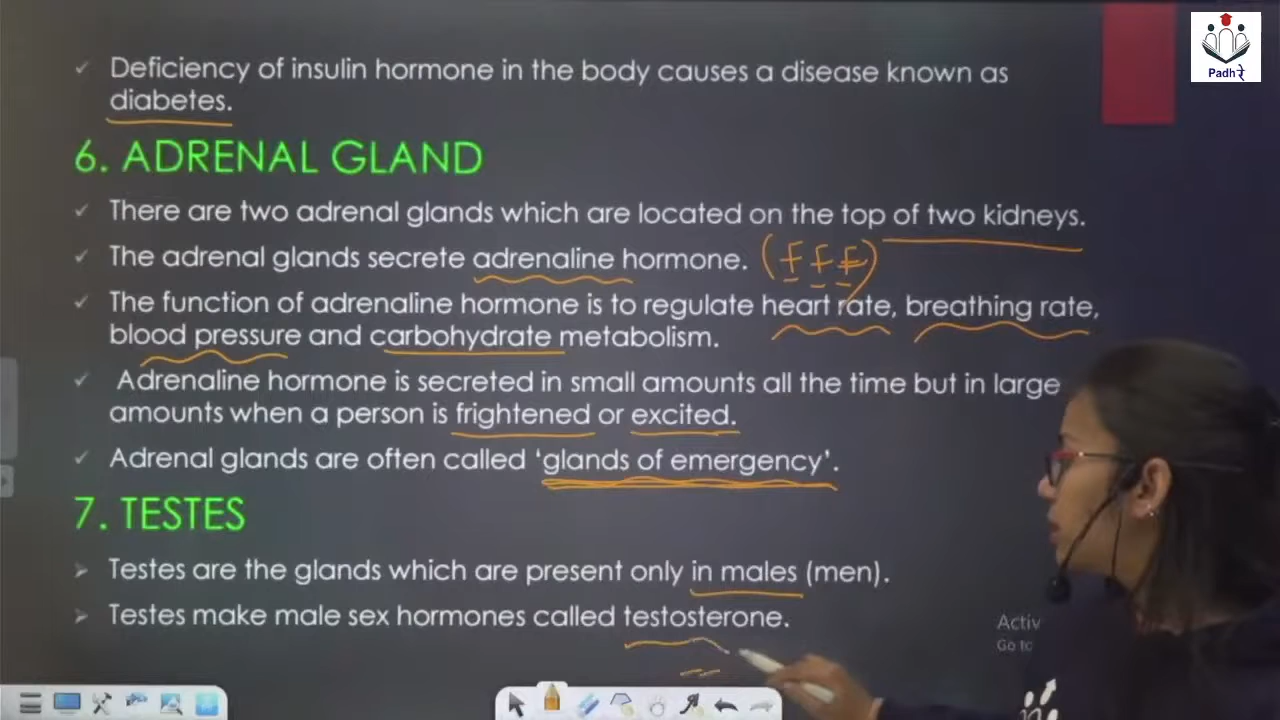 Padhरे
✓ Deficiency of insulin hormone in the body causes a disease known as
diabetes.
6. ADRENAL GLAND
✓ There are two adrenal glands which are located on the top of two kidneys.
✓ The adrenal glands secrete adrenaline hormone. (F F F)
✓ The function of adrenaline hormone is to regulate heart rate, breathing rate,
blood pressure and carbohydrate metabolism.
✓ Adrenaline hormone is secreted in small amounts all the time but in large
amounts when a person is frightened or excited.
✓ Adrenal glands are often called ‘glands of emergency’.
7. TESTES
➢ Testes are the glands which are present only in males (men).
➢ Testes make male sex hormones called testosterone.
Activ
Go to